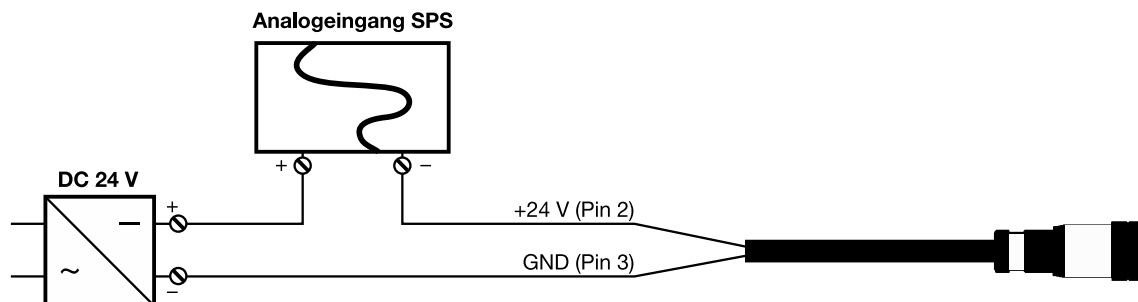 Analogeingang SPS
+ −
DC 24 V
+
+24 V (Pin 2)
−
~
GND (Pin 3)
−